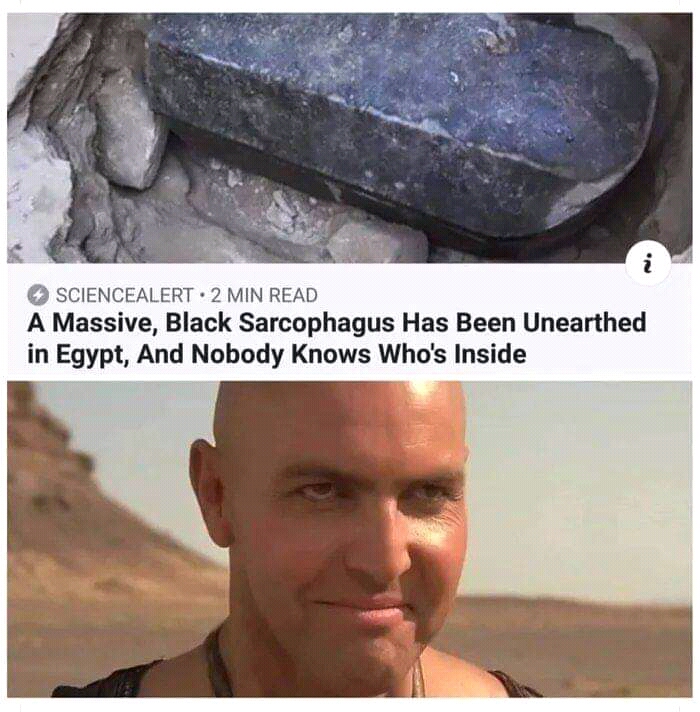 i
SCIENCEALERT • 2 MIN READ
A Massive, Black Sarcophagus Has Been Unearthed
in Egypt, And Nobody Knows Who's Inside